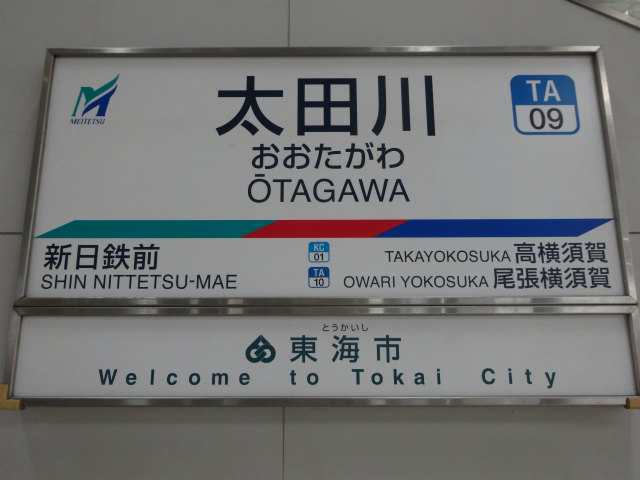 MEITETSU
太田川
TA
09
おおたがわ
ŌTAGAWA
新日鉄前
SHIN NITTETSU-MAE
KC
01
TAKAYOKOSUKA 高横須賀
TA
10
OWARI YOKOSUKA 尾張横須賀
とうかいし
東海市
Welcome to Tokai City